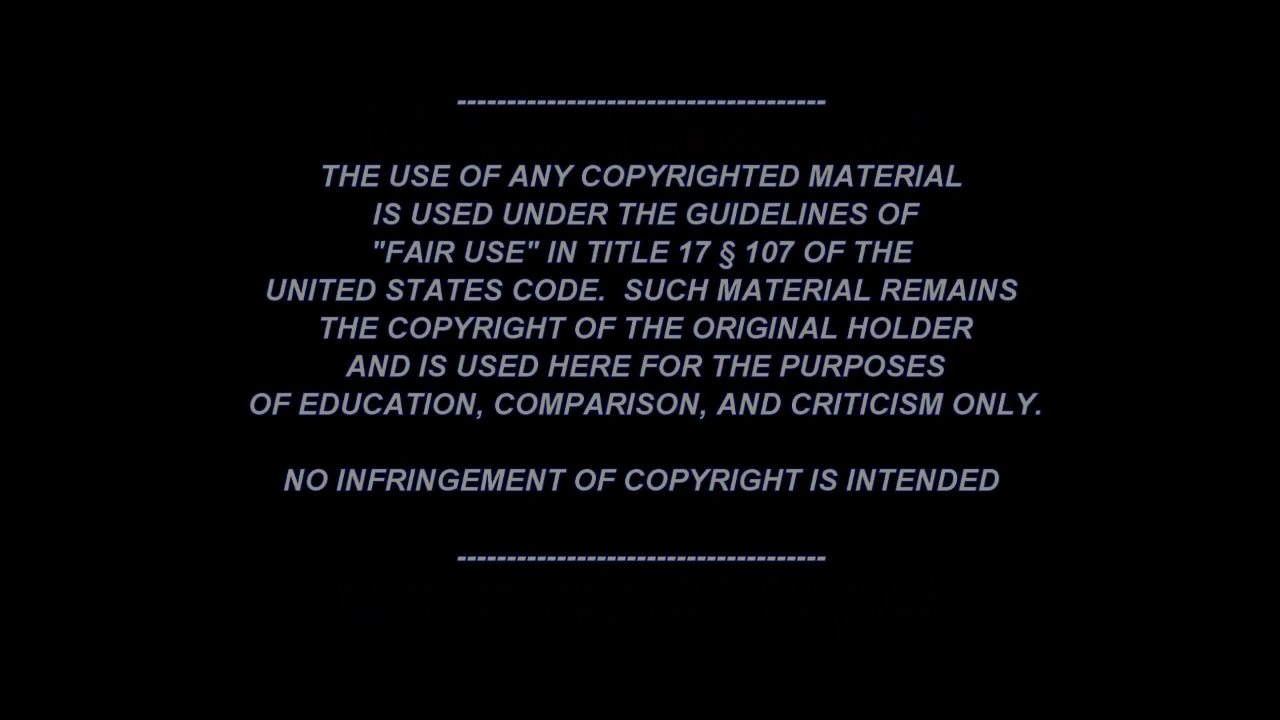 -------------------------------------
THE USE OF ANY COPYRIGHTED MATERIAL
IS USED UNDER THE GUIDELINES OF
"FAIR USE" IN TITLE 17 § 107 OF THE
UNITED STATES CODE.  SUCH MATERIAL REMAINS
THE COPYRIGHT OF THE ORIGINAL HOLDER
AND IS USED HERE FOR THE PURPOSES
OF EDUCATION, COMPARISON, AND CRITICISM ONLY.
NO INFRINGEMENT OF COPYRIGHT IS INTENDED
-------------------------------------